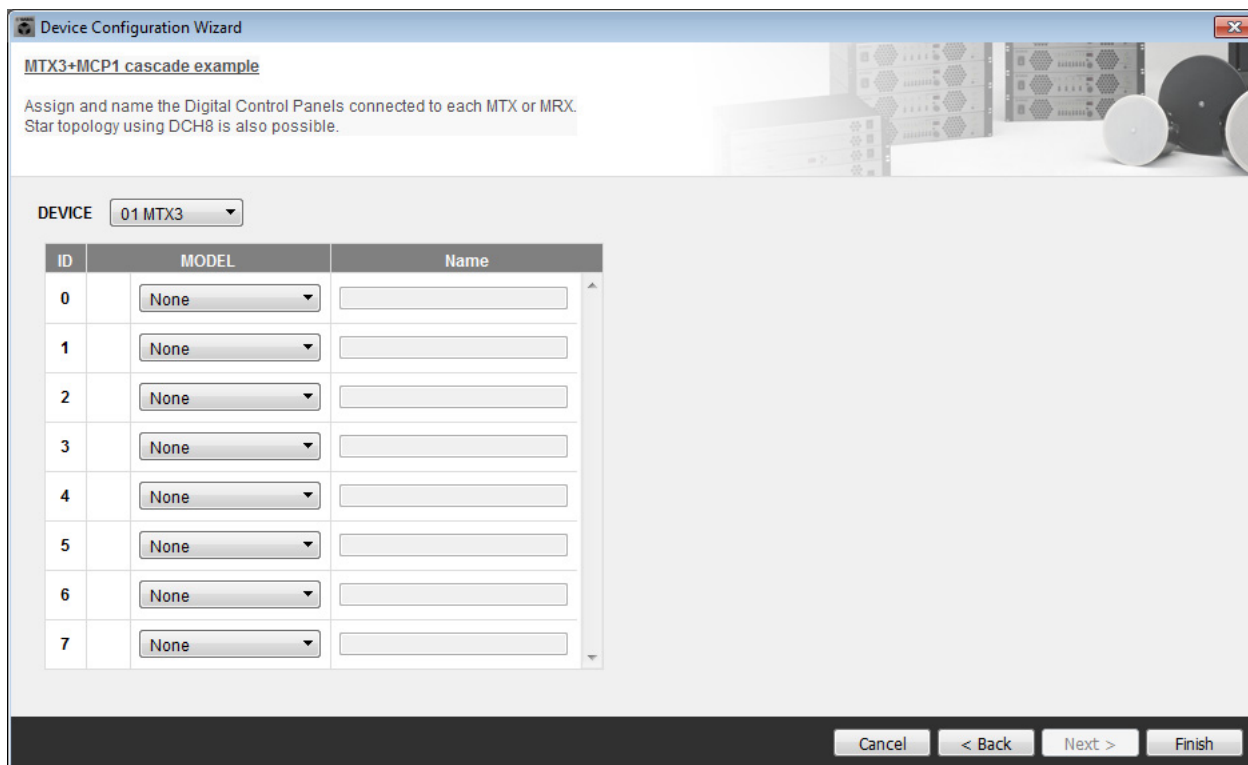 Device Configuration Wizard
MTX3+MCP1 cascade example
Assign and name the Digital Control Panels connected to each MTX or MRX.
Star topology using DCH8 is also possible.
DEVICE 01 MTX3
ID MODEL Name
0 None
1 None
2 None
3 None
4 None
5 None
6 None
7 None
Cancel < Back Next > Finish